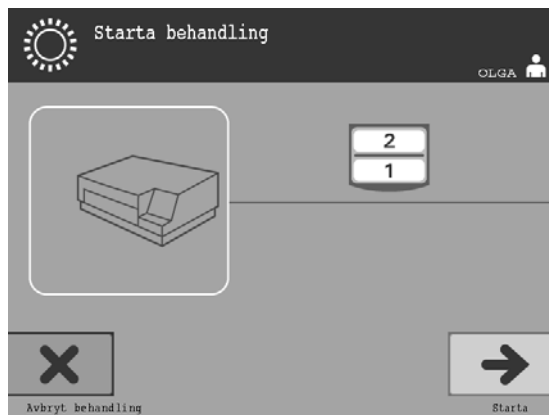 Starta behandling
OLGA
2
1
Avbryt behandling
Starta